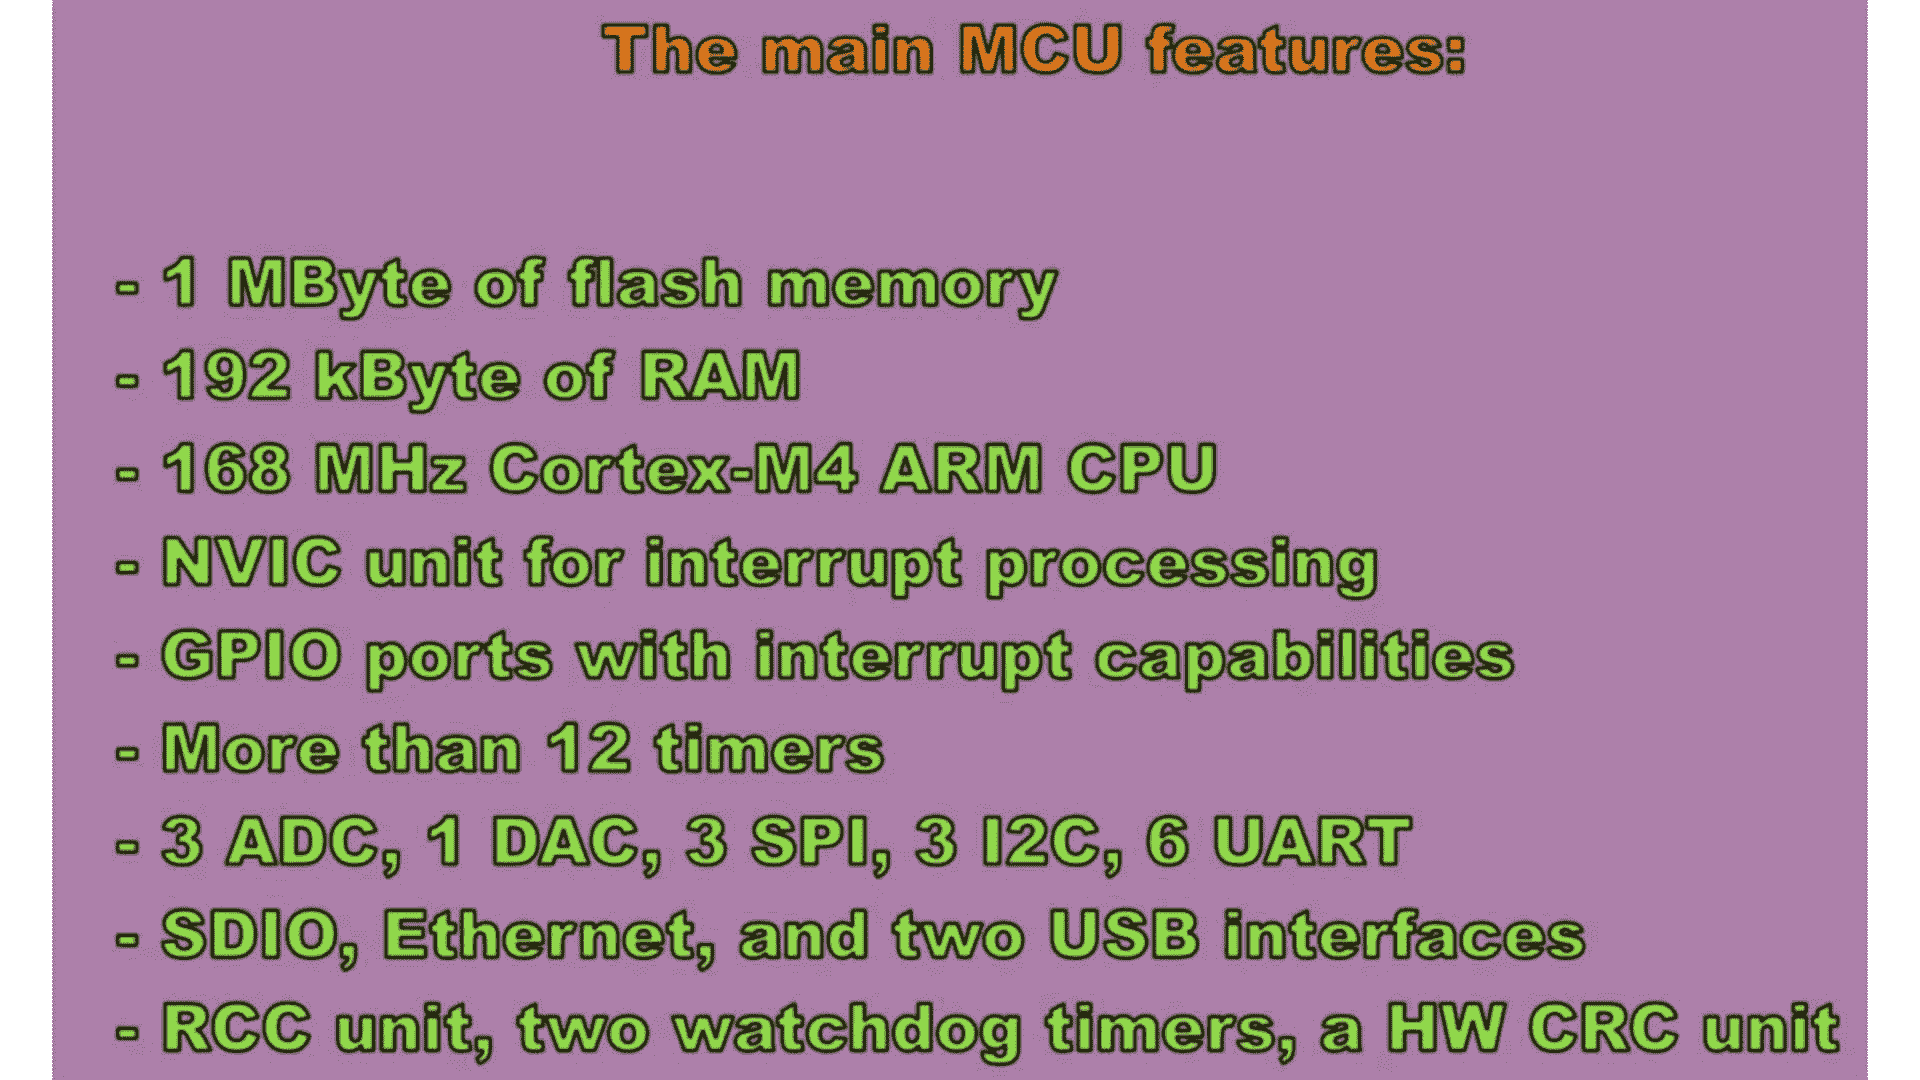 The main MCU features:
- 1 MByte of flash memory
- 192 kByte of RAM
- 168 MHz Cortex-M4 ARM CPU
- NVIC unit for interrupt processing
- GPIO ports with interrupt capabilities
- More than 12 timers
- 3 ADC, 1 DAC, 3 SPI, 3 I2C, 6 UART
- SDIO, Ethernet, and two USB interfaces
- RCC unit, two watchdog timers, a HW CRC unit